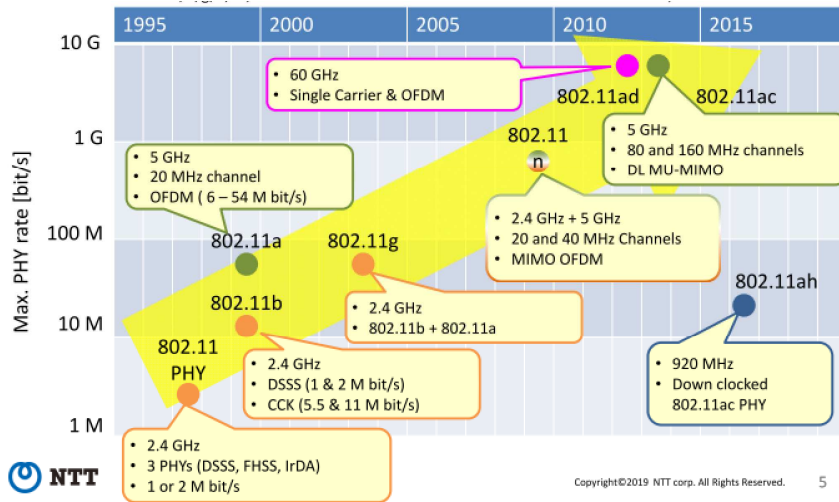 1995 2000 2010 2015
10 G
1 G
100 M
10 M
1 M
Max. PHY rate [bit/s]
• 60 GHz
• Single Carrier & OFDM
802.11ad
802.11ac
• 5 GHz
• 80 and 160 MHz channels
• DL MU-MIMO
802.11
n
• 2.4 GHz + 5 GHz
• 20 and 40 MHz Channels
• MIMO OFDM
• 5 GHz
• 20 MHz channel
• OFDM ( 6 – 54 M bit/s)
802.11a
802.11g
• 2.4 GHz
• 802.11b + 802.11a
802.11b
• 2.4 GHz
• DSSS (1 & 2 M bit/s)
• CCK (5.5 & 11 M bit/s)
802.11
PHY
• 2.4 GHz
• 3 PHYs (DSSS, FHSS, IrDA)
• 1 or 2 M bit/s
802.11ah
• 920 MHz
• Down clocked
802.11ac PHY
NTT
Copyright©2019 NTT corp. All Rights Reserved. 5